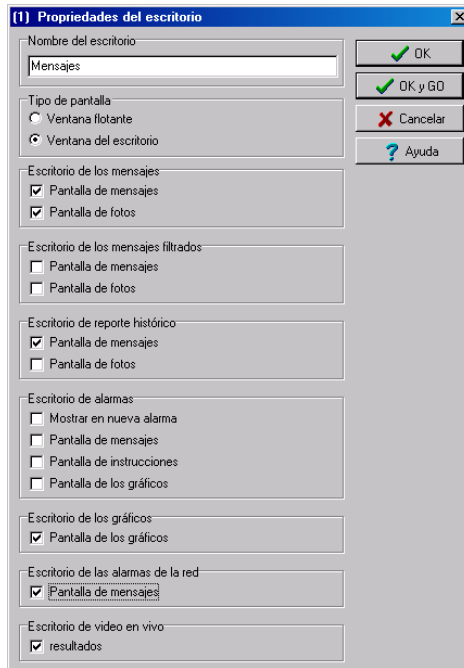 (1) Propriedades del escritorio
Nombre del escritorio
Mensajes
OK
OK y GO
Cancelar
Ayuda
Tipo de pantalla
Ventana flotante
Ventana del escritorio
Escritorio de los mensajes
Pantalla de mensajes
Pantalla de fotos
Escritorio de los mensajes filtrados
Pantalla de mensajes
Pantalla de fotos
Escritorio de reporte histórico
Pantalla de mensajes
Pantalla de fotos
Escritorio de alarmas
Mostrar en nueva alarma
Pantalla de mensajes
Pantalla de instrucciones
Pantalla de los gráficos
Escritorio de los gráficos
Pantalla de los gráficos
Escritorio de las alarmas de la red
Pantalla de mensajes
Escritorio de video en vivo
resultados